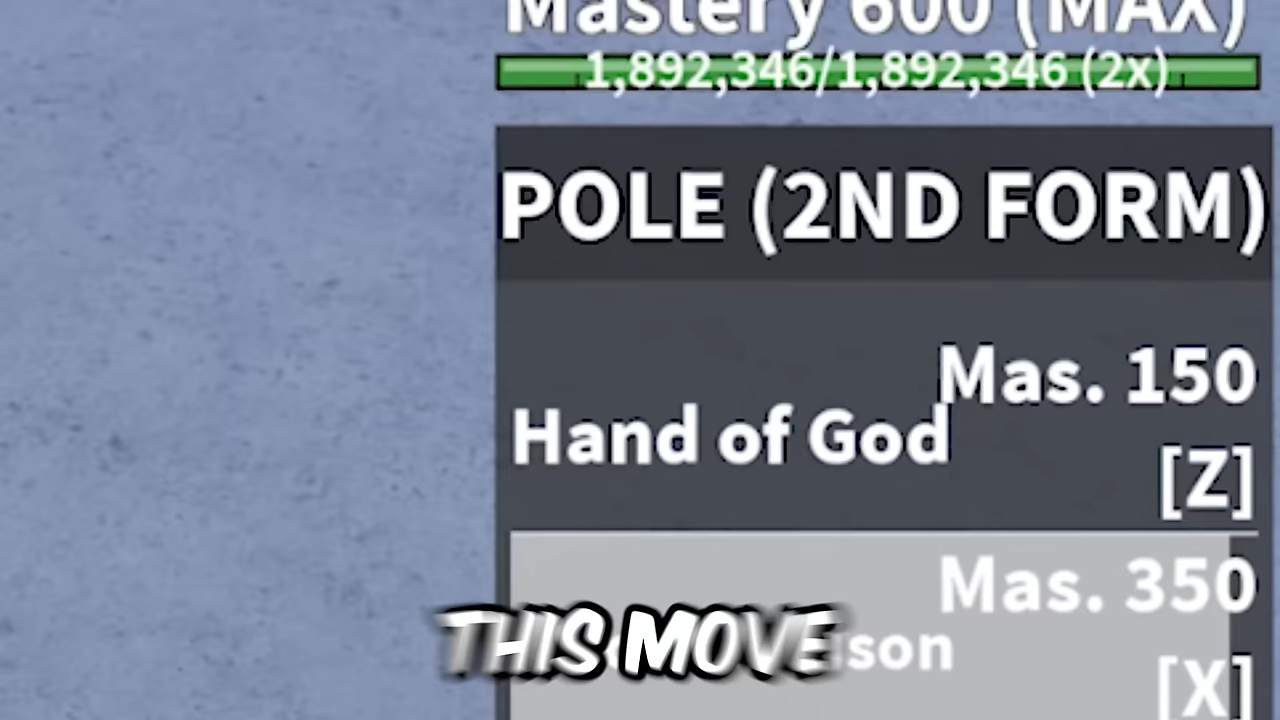 Mastery 600 (MAX)
1,892,346/1,892,346 (2x)
POLE (2ND FORM)
Mas. 150
Hand of God
[Z]
Mas. 350
THIS MOVE
[X]